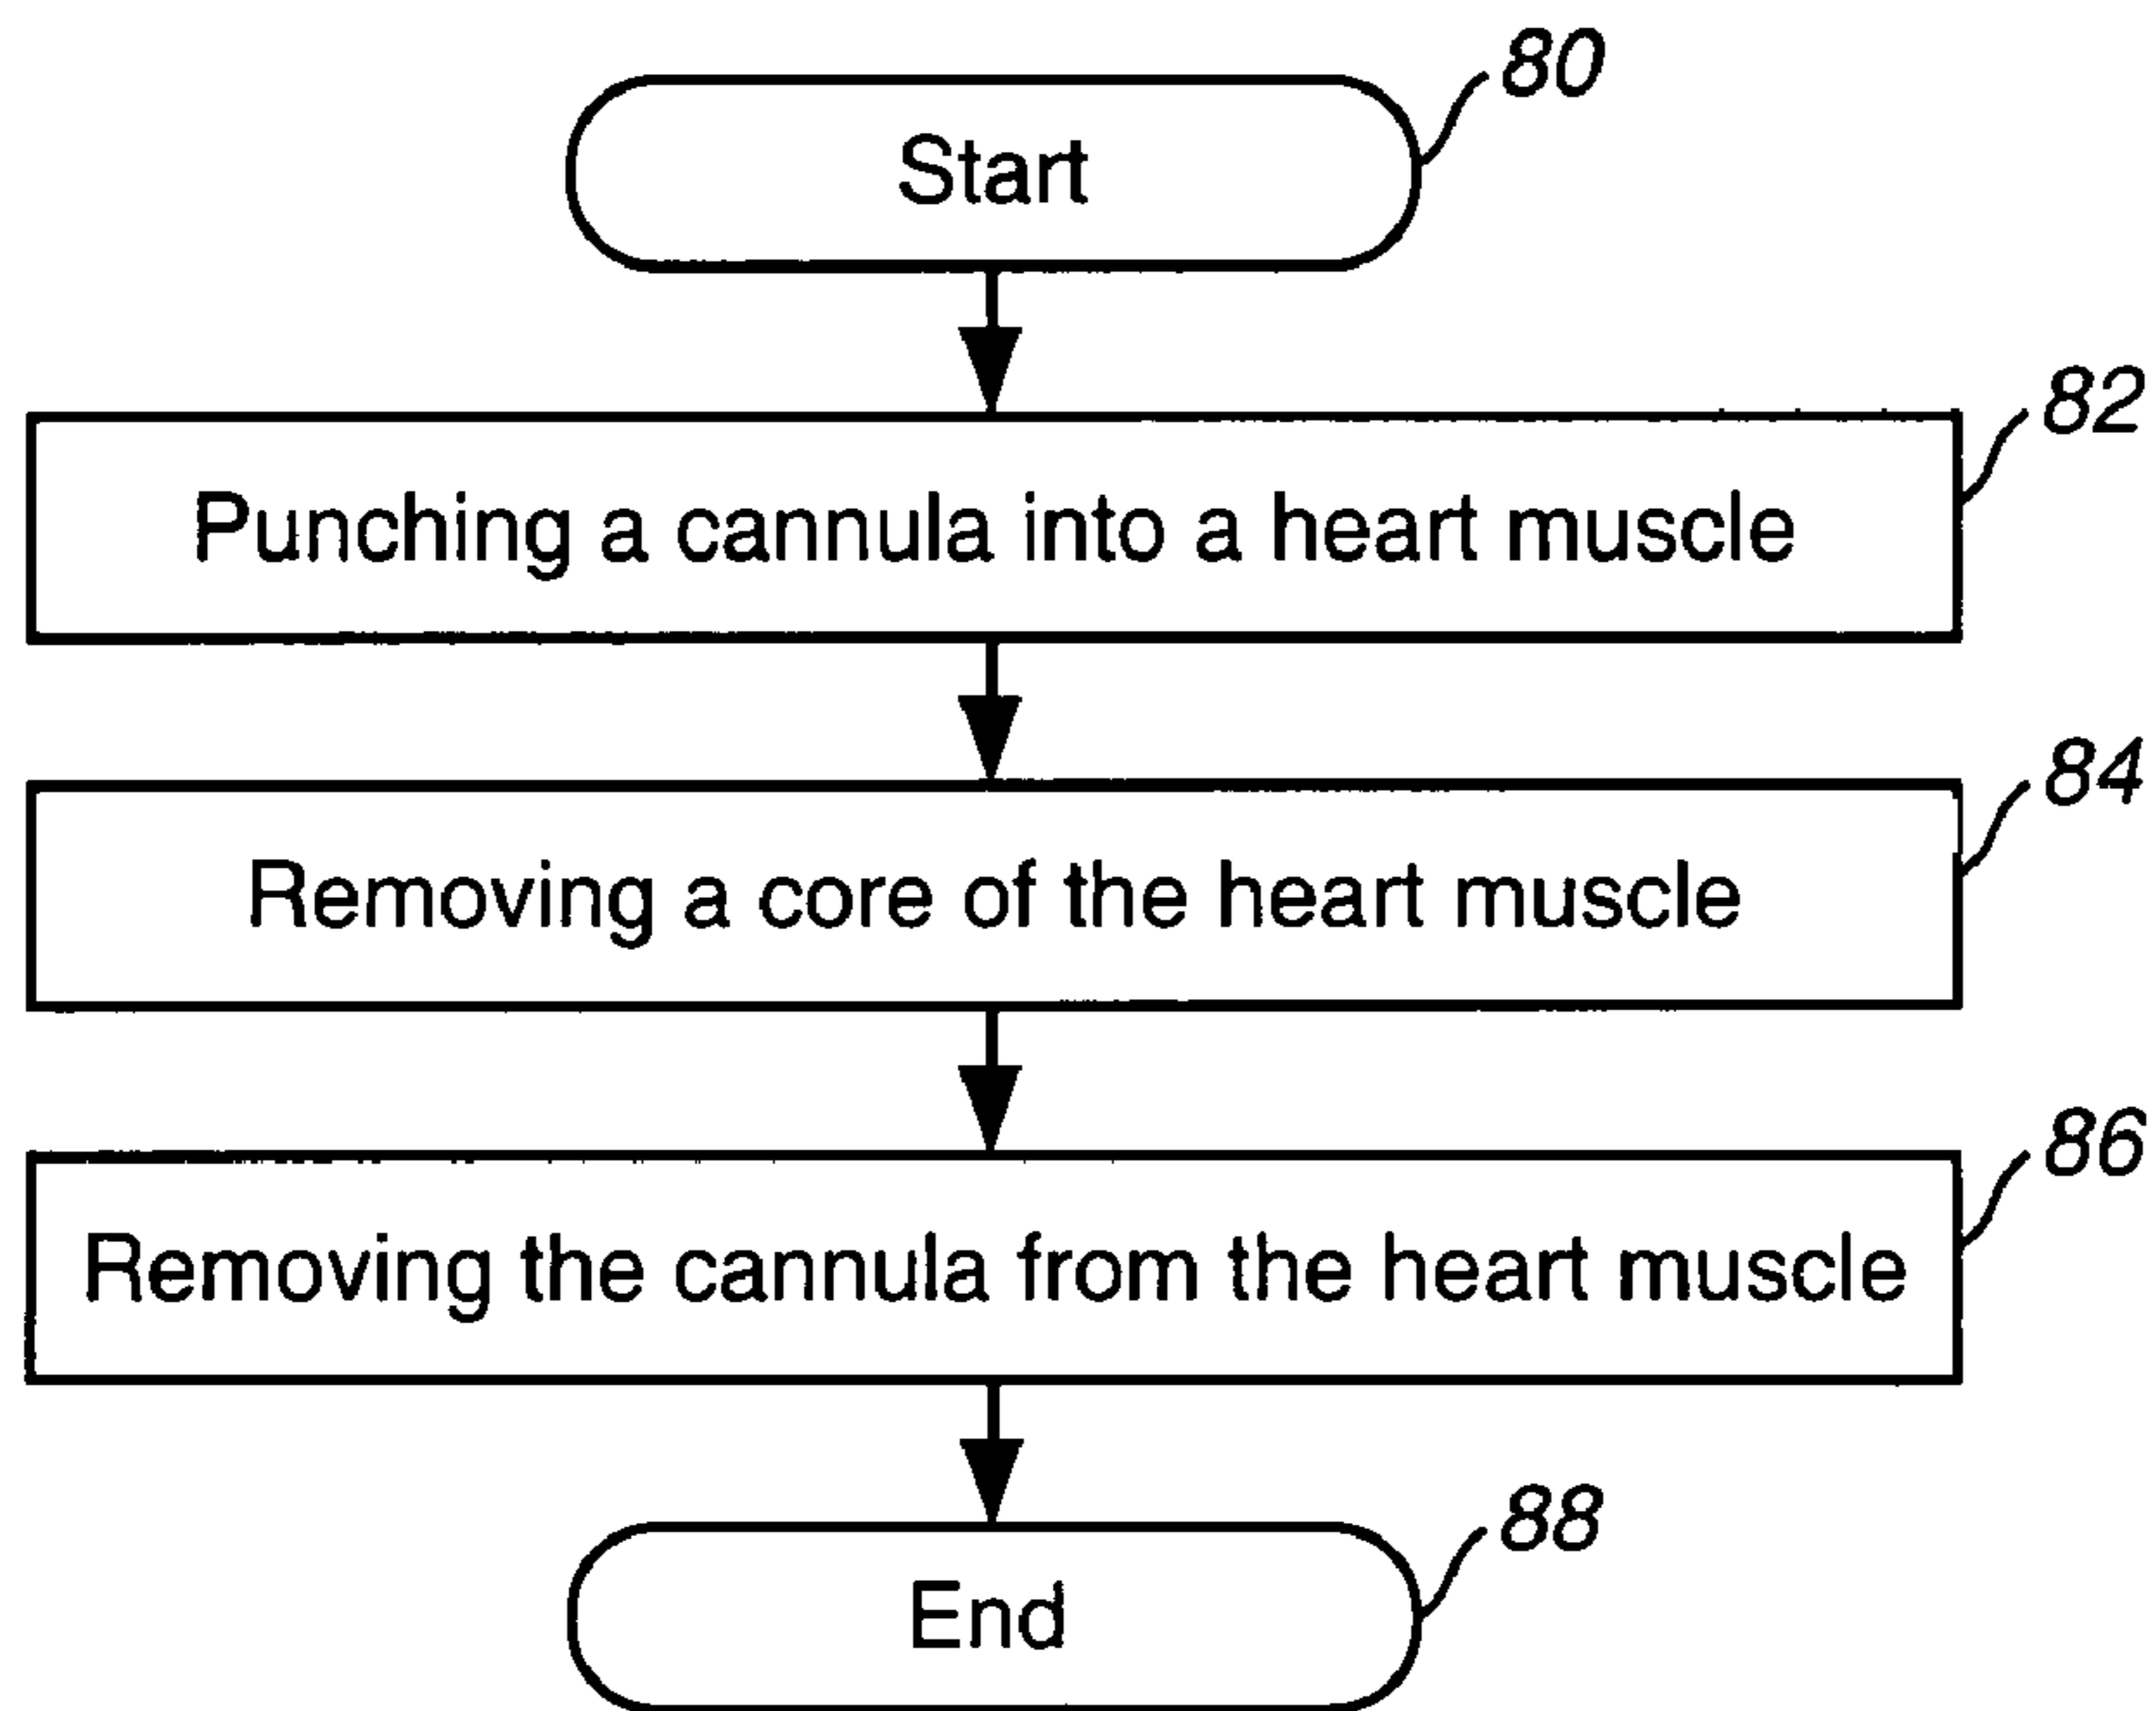 80
Start
82
Punching a cannula into a heart muscle
84
Removing a core of the heart muscle
86
Removing the cannula from the heart muscle
88
End